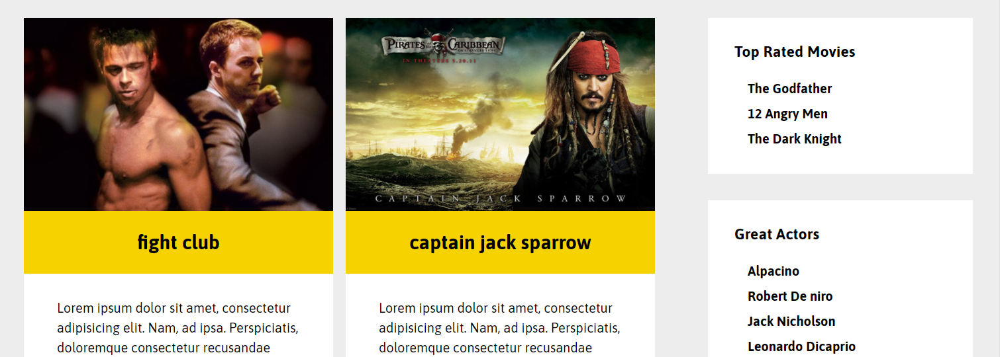 PIRATES of the CARIBBEAN
ON STRANGER TIDES
IN THEATRES 5.20.11
CAPTAIN JACK SPARROW
fight club
Lorem ipsum dolor sit amet, consectetur
adipisicing elit. Nam, ad ipsa. Perspiciatis,
doloremque consectetur recusandae
captain jack sparrow
Lorem ipsum dolor sit amet, consectetur
adipisicing elit. Nam, ad ipsa. Perspiciatis,
doloremque consectetur recusandae
Top Rated Movies
The Godfather
12 Angry Men
The Dark Knight
Great Actors
Alpacino
Robert De niro
Jack Nicholson
Leonardo Dicaprio